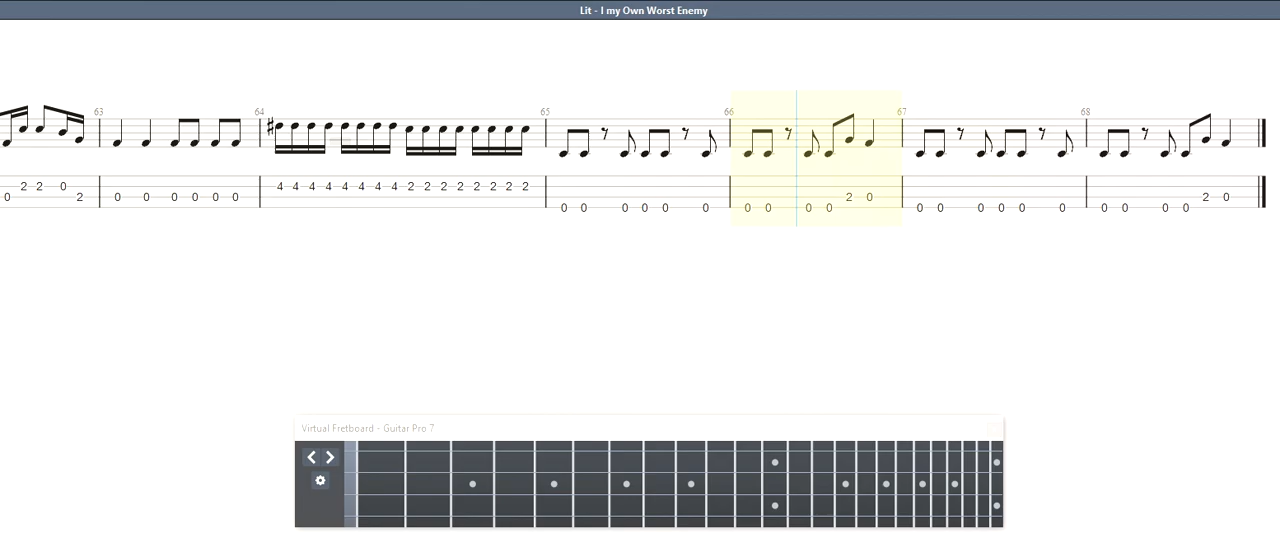 Lit - I my Own Worst Enemy
63 64 65 66 67 68
2 2 0 4 4 4 4 4 4 4 4 2 2 2 2 2 2 2 2
0 2 0 0 0 0 0 0 2 0 2 0
0 0 0 0 0 0 0 0 0 0 0 0 0 0 0 0 0 0 0 0
Virtual Fretboard - Guitar Pro 7